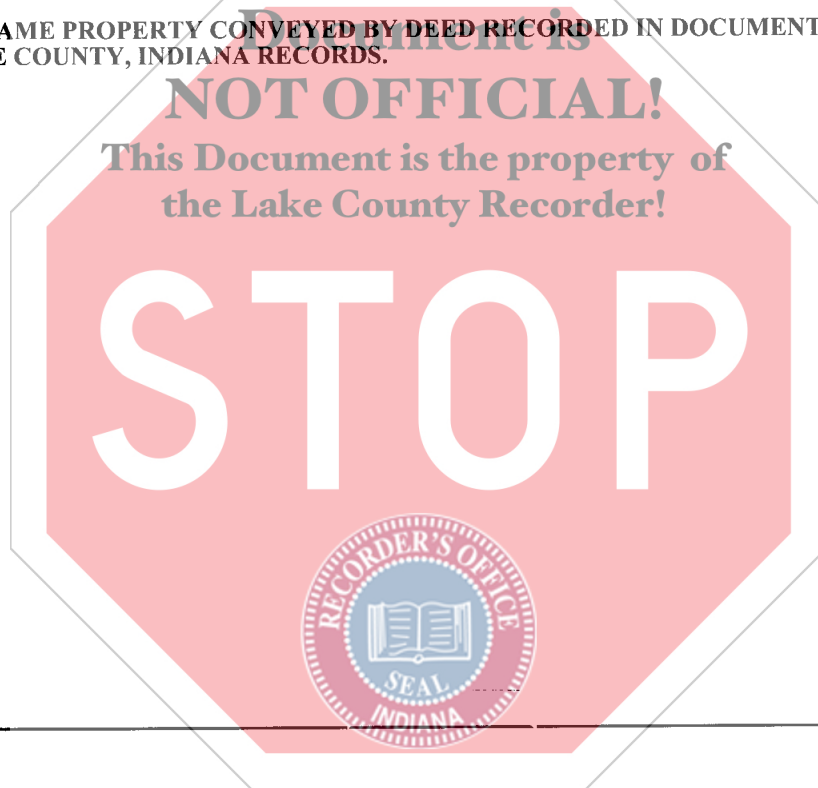 AME PROPERTY CONVEYED BY DEED RECORDED IN DOCUMENT
E COUNTY, INDIANA RECORDS.
Document is
NOT OFFICIAL!
This Document is the property of
the Lake County Recorder!
STOP
RECORDER'S OFFICE
SEAL
INDIANA